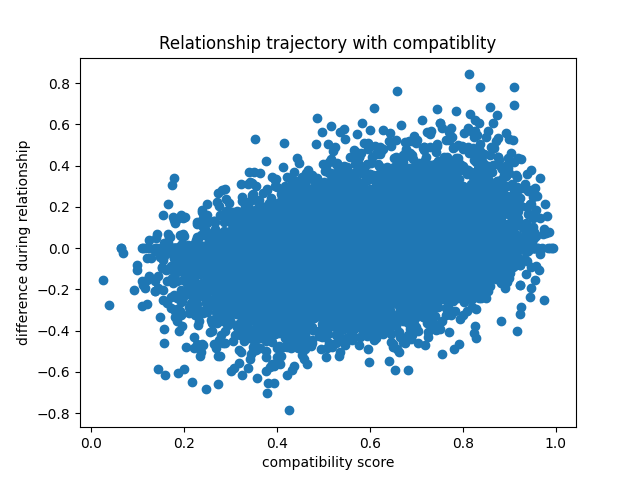 Relationship trajectory with compatiblity
difference during relationship
0.8
0.6
0.4
0.2
0.0
−0.2
−0.4
−0.6
−0.8
0.0 0.2 0.4 0.6 0.8 1.0
compatibility score